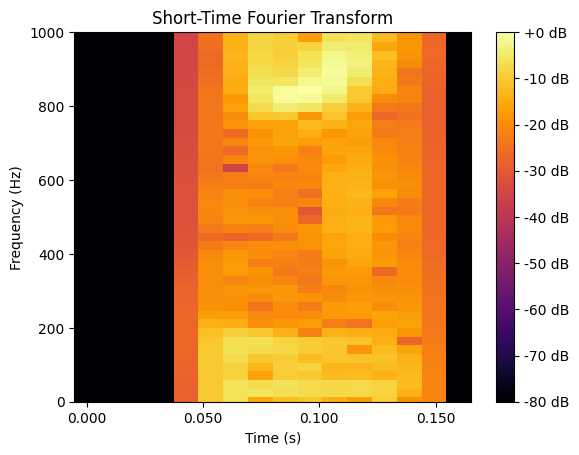 Short-Time Fourier Transform
1000
800
600
400
200
0
Frequency (Hz)
0.000
0.050
0.100
0.150
Time (s)
+0 dB
-10 dB
-20 dB
-30 dB
-40 dB
-50 dB
-60 dB
-70 dB
-80 dB